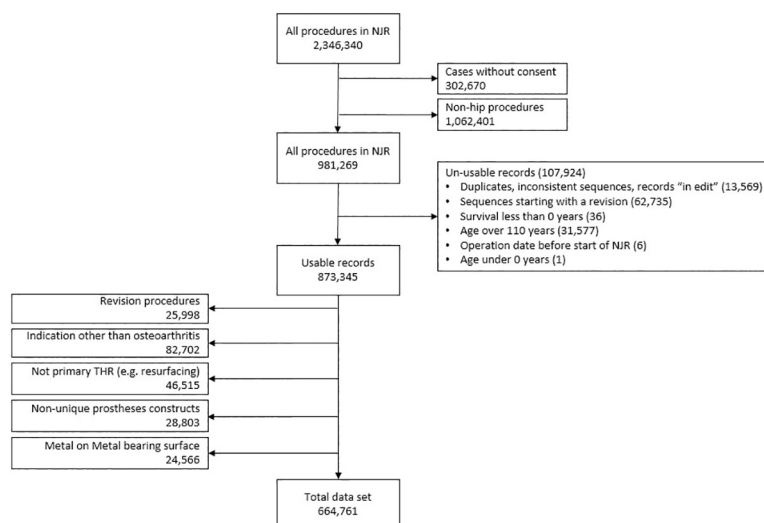 All procedures in NJR
2,346,340
Cases without consent
302,670
Non-hip procedures
1,062,401
All procedures in NJR
981,269
Un-usable records (107,924)
• Duplicates, inconsistent sequences, records “in edit” (13,569)
• Sequences starting with a revision (62,735)
• Survival less than 0 years (36)
• Age over 110 years (31,577)
• Operation date before start of NJR (6)
• Age under 0 years (1)
Usable records
873,345
Revision procedures
25,998
Indication other than osteoarthritis
82,702
Not primary THR (e.g. resurfacing)
46,515
Non-unique prostheses constructs
28,803
Metal on Metal bearing surface
24,566
Total data set
664,761